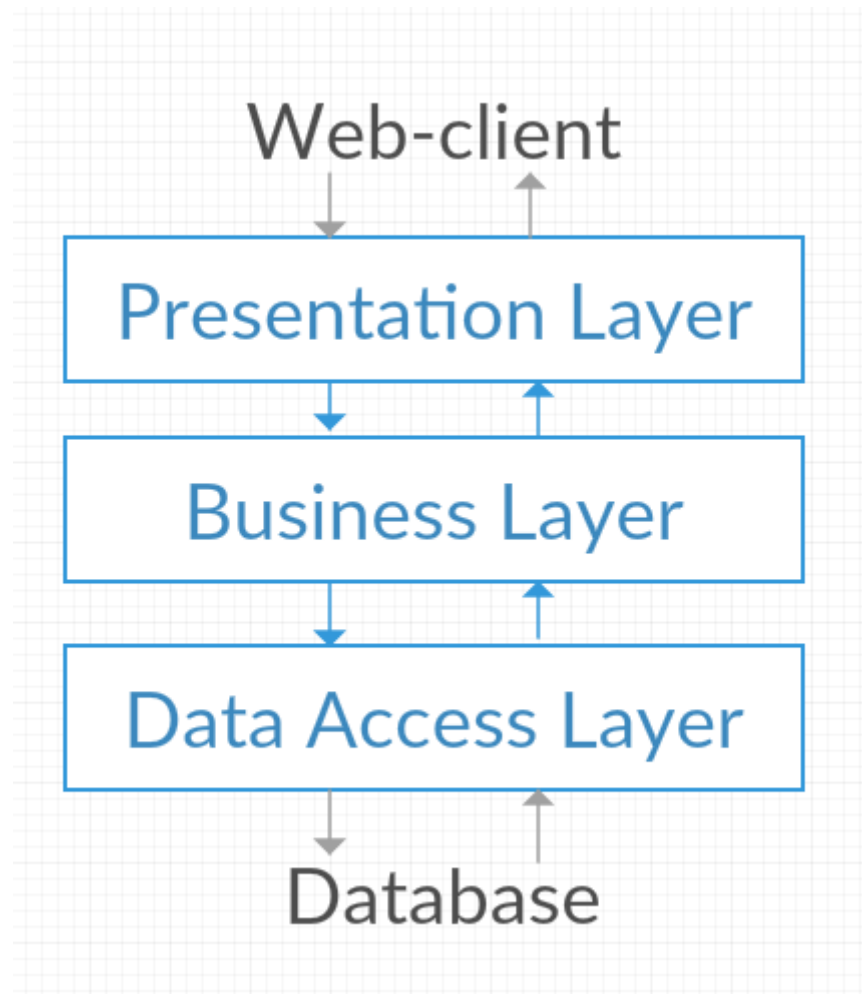 Web-client
Presentation Layer
Business Layer
Data Access Layer
Database